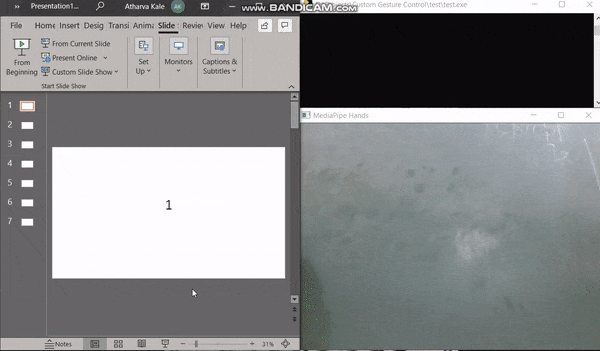 Presentation1...
Atharva Kale
AK
www.BANDICAM.com
File
Home
Insert
Design
Transi
Anima
Slide
Review
View
Help
From Beginning
From Current Slide
Present Online
Custom Slide Show
Start Slide Show
Set Up
Monitors
Captions & Subtitles
1
2
3
4
5
6
7
1
Notes
31%
Custom Gesture Control\test\test.exe
MediaPipe Hands